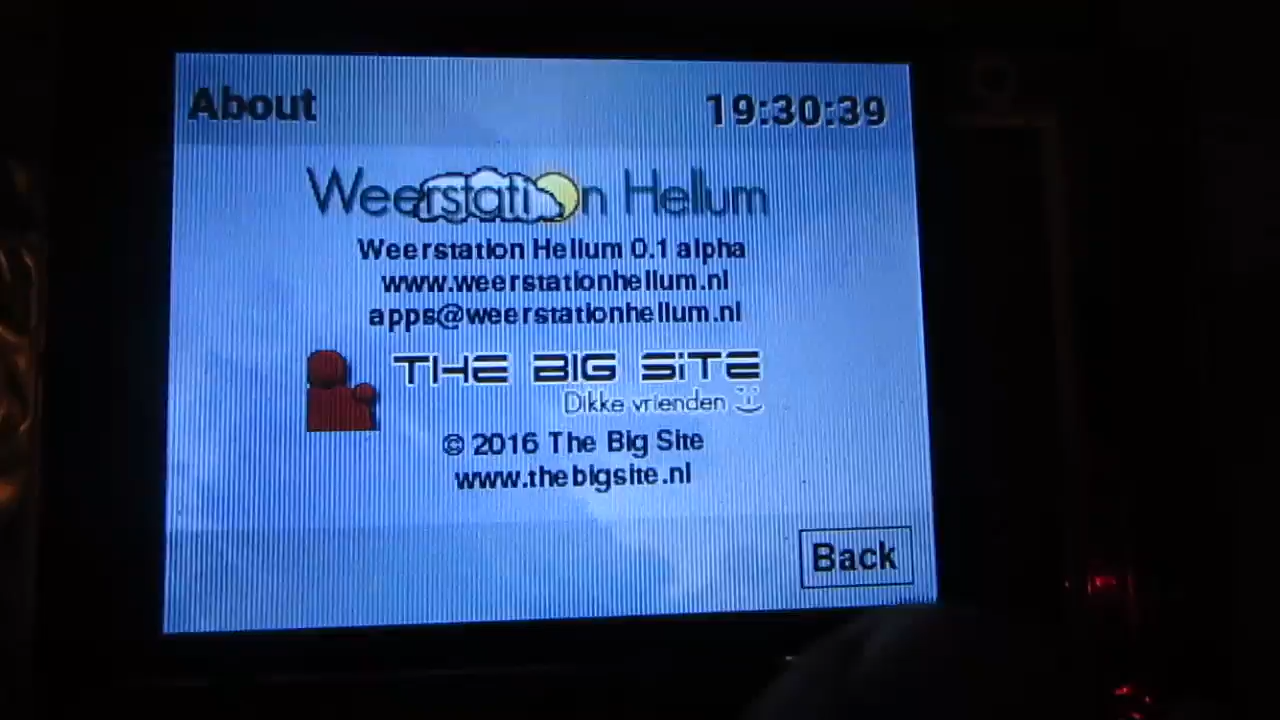 About
19:30:39
Weerstation Hellum
Weerstation Hellum 0.1 alpha
www.weerstationhellum.nl
apps@weerstationhellum.nl
THE BIG SiTE
Dikke vrienden
© 2016 The Big Site
www.thebigsite.nl
Back